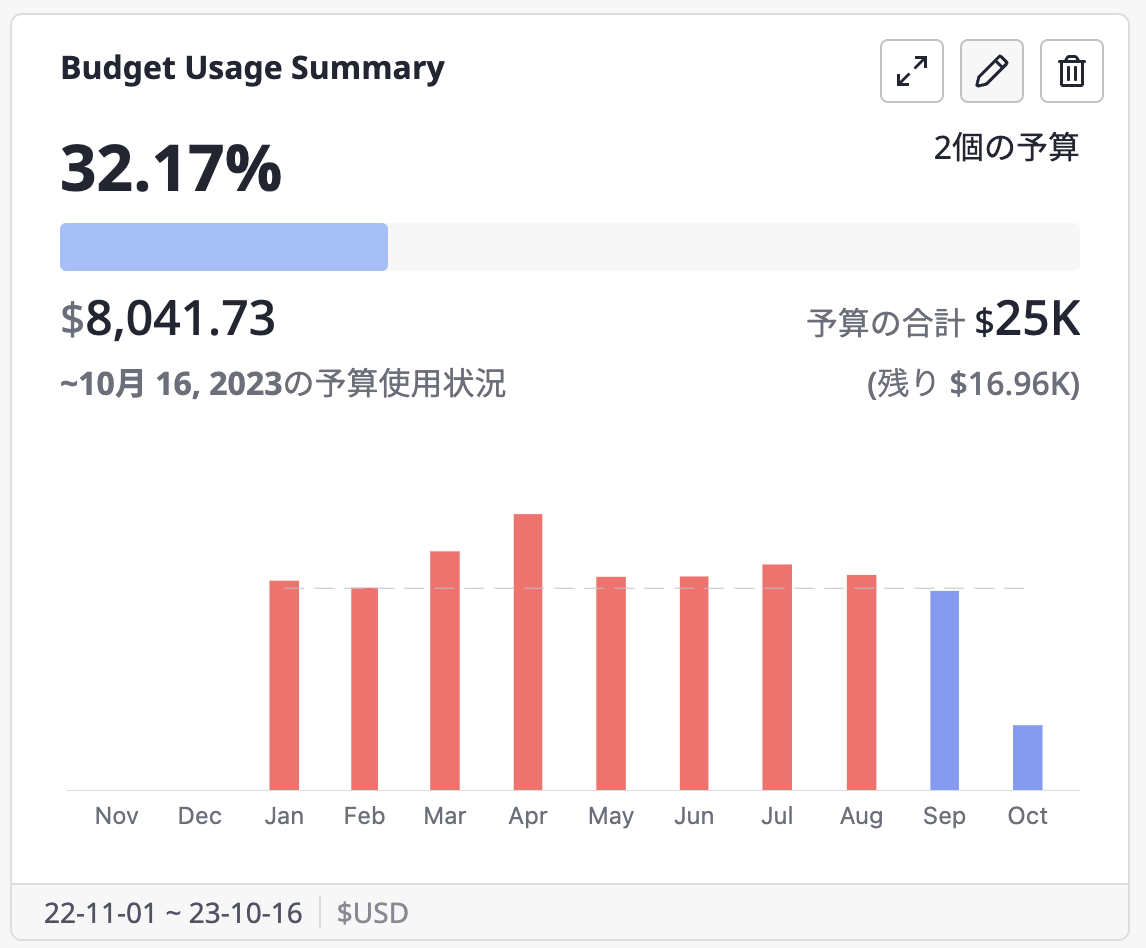 Budget Usage Summary
32.17%
2個の予算
$8,041.73
予算の合計 $25K
~10月 16, 2023の予算使用状況
(残り $16.96K)
Nov Dec Jan Feb Mar Apr May Jun Jul Aug Sep Oct
22-11-01 ~ 23-10-16 $USD